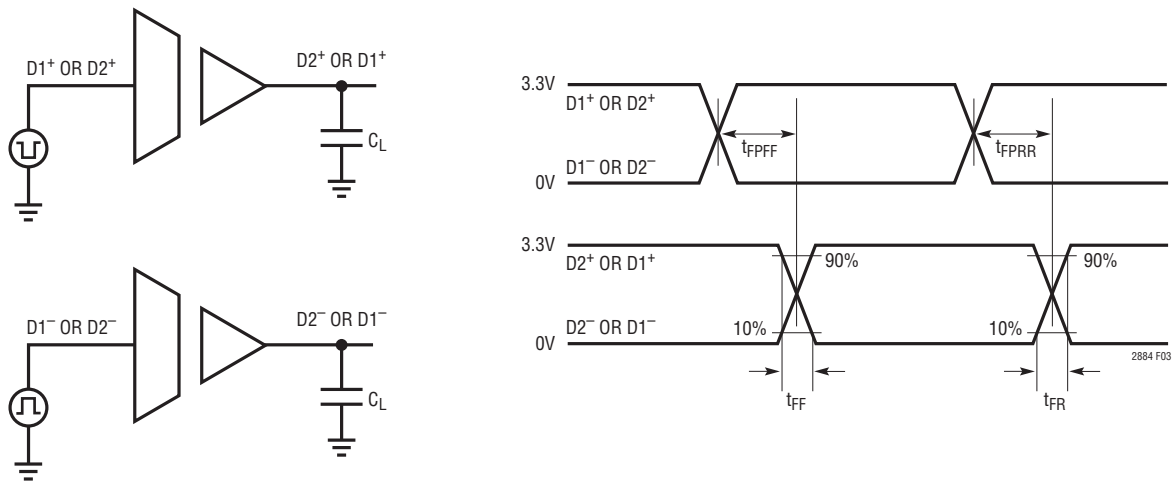 D1+ OR D2+
D2+ OR D1+
CL
D1– OR D2–
D2– OR D1–
CL
3.3V
D1+ OR D2+
tFPFF
tFPRR
D1– OR D2–
0V
3.3V
D2+ OR D1+
90%
90%
D2– OR D1–
10%
10%
0V
2884 F03
tFF
tFR